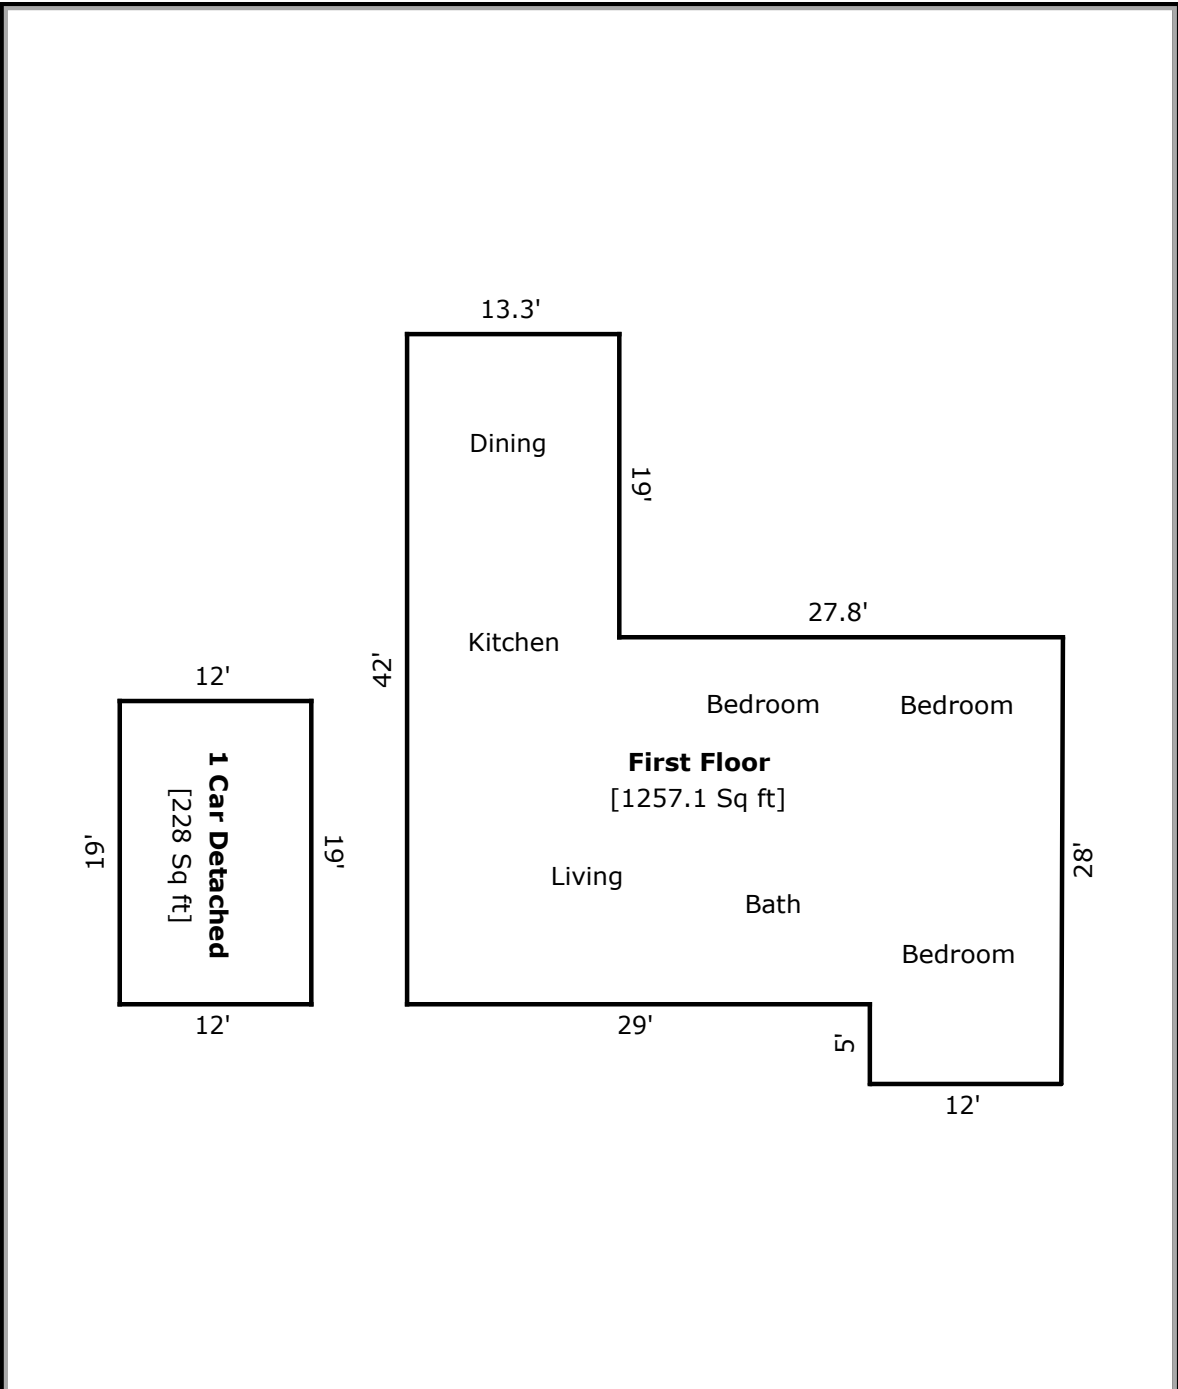 13.3'
Dining
19'
27.8'
Kitchen
42'
12'
Bedroom
Bedroom
First Floor
[1257.1 Sq ft]
1 Car Detached
[228 Sq ft]
19'
19'
28'
Living
Bath
Bedroom
12'
29'
5'
12'